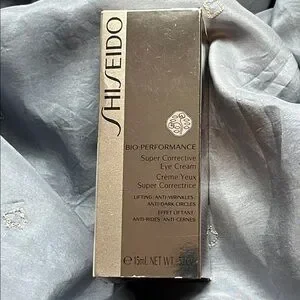 SHISEIDO
BIO-PERFORMANCE
Super Corrective
Eye Cream
Crème Yeux
Super Correctrice
LIFTING/ANTI-WRINKLES/
ANTI-DARK CIRCLES
EFFET LIFTANT/
ANTI-RIDES/ANTI-CERNES
℮ 15mL NET WT.